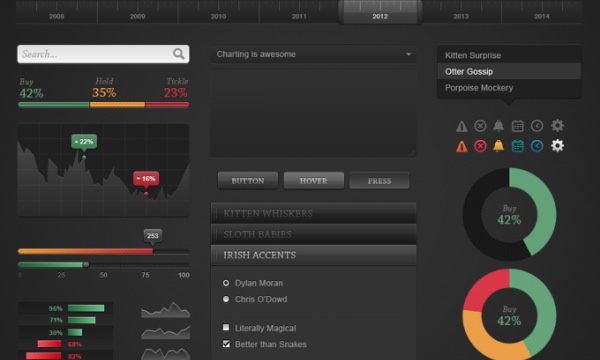 2008 2009 2010 2011 2012 2013 2014
Search...
Buy Hold Tickle
42% 35% 23%
22%
16%
253
0 25 50 75 100
96%
71%
30%
68%
82%
Charting is awesome
BUTTON HOVER PRESS
KITTEN WHISKERS
SLOTH BABIES
IRISH ACCENTS
Dylan Moran
Chris O'Dowd
Literally Magical
Better than Snakes
Kitten Surprise
Otter Gossip
Porpoise Mockery
Buy
42%
Buy
42%